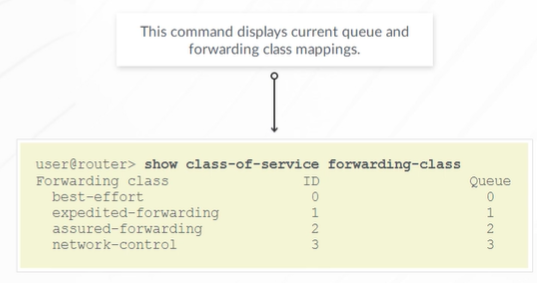 This command displays current queue and
forwarding class mappings.
user@router> show class-of-service forwarding-class
Forwarding class ID Queue
best-effort 0 0
expedited-forwarding 1 1
assured-forwarding 2 2
network-control 3 3